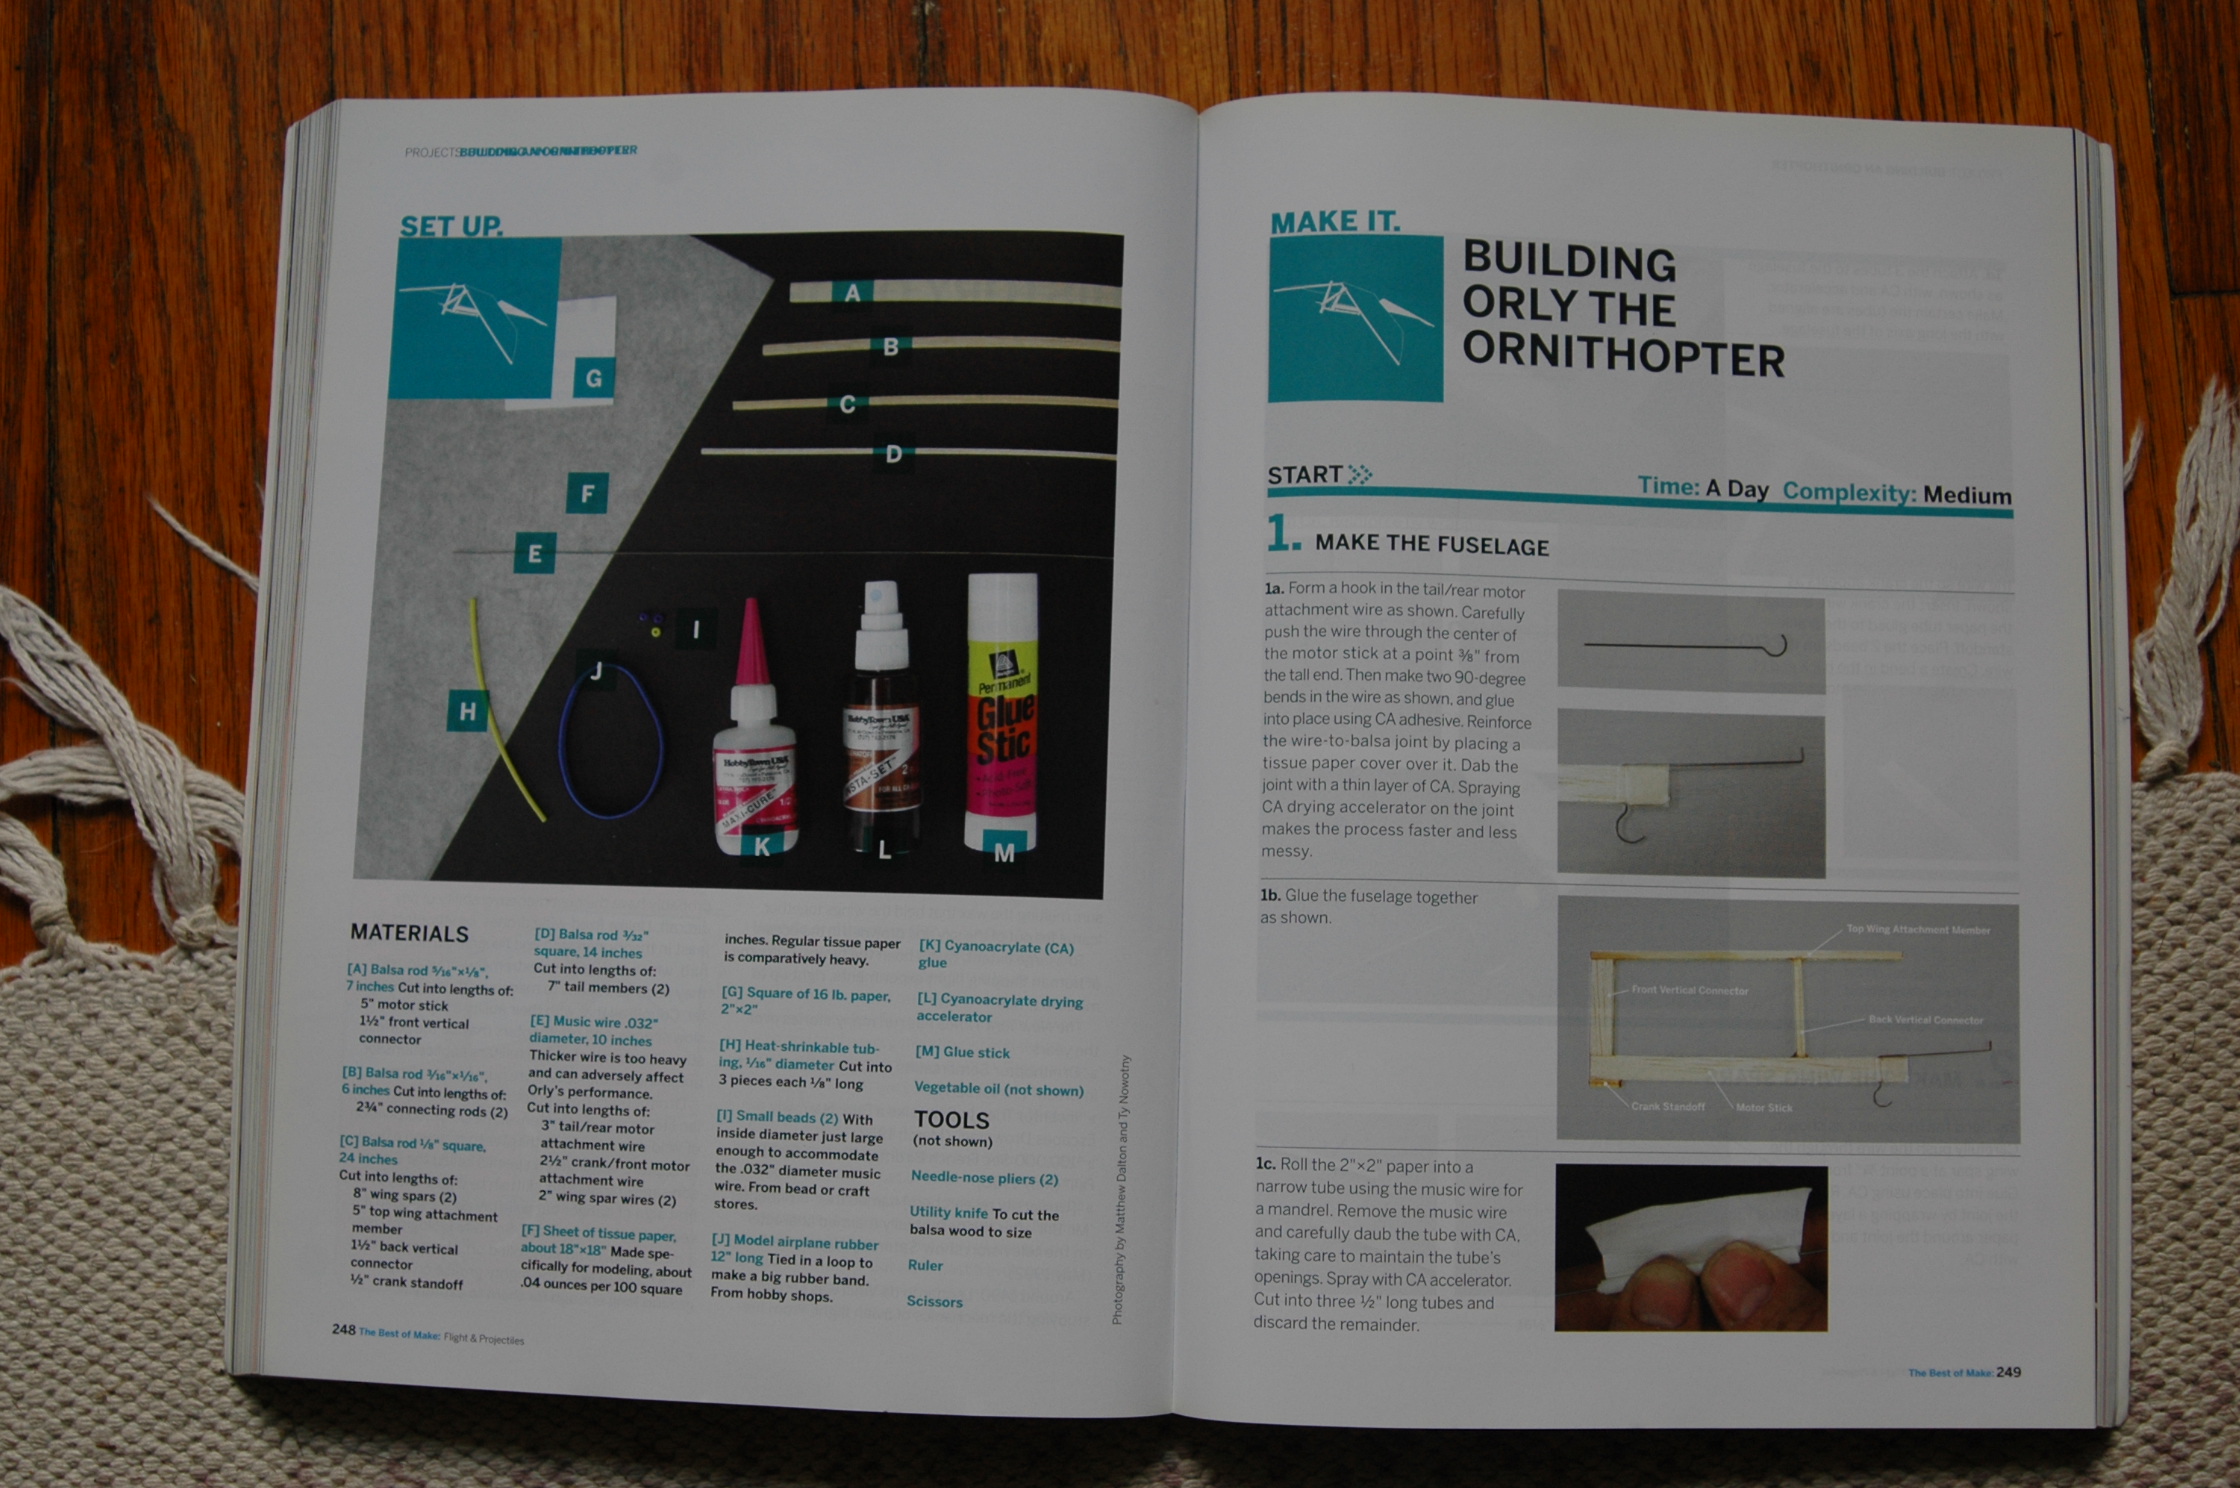 SET UP.
A
B
C
D
E
F
G
H
I
J
K
L
M
Permanent
Glue
Stic
MATERIALS
[A] Balsa rod 3/16"×1/8",
7 inches Cut into lengths of:
5" motor stick
1½" front vertical
connector
[B] Balsa rod 3/16"×1/16",
6 inches Cut into lengths of:
2¾" connecting rods (2)
[C] Balsa rod 1/8" square,
24 inches
Cut into lengths of:
8" wing spars (2)
5" top wing attachment
member
1½" back vertical
connector
½" crank standoff
[D] Balsa rod 3/32"
square, 14 inches
Cut into lengths of:
7" tail members (2)
[E] Music wire .032"
diameter, 10 inches
Thicker wire is too heavy
and can adversely affect
Orly's performance.
Cut into lengths of:
3" tail/rear motor
attachment wire
2½" crank/front motor
attachment wire
2" wing spar wires (2)
[F] Sheet of tissue paper,
about 18"×18" Made spe-
cifically for modeling, about
.04 ounces per 100 square
inches. Regular tissue paper
is comparatively heavy.
[G] Square of 16 lb. paper,
2"×2"
[H] Heat-shrinkable tub-
ing, 1/16" diameter Cut into
3 pieces each 1/8" long
[I] Small beads (2) With
inside diameter just large
enough to accommodate
the .032" diameter music
wire. From bead or craft
stores.
[J] Model airplane rubber
12" long Tied in a loop to
make a big rubber band.
From hobby shops.
[K] Cyanoacrylate (CA)
glue
[L] Cyanoacrylate drying
accelerator
[M] Glue stick
Vegetable oil (not shown)
TOOLS
(not shown)
Needle-nose pliers (2)
Utility knife To cut the
balsa wood to size
Ruler
Scissors
Photography by Matthew Dalton and Ty Nowotny
248 The Best of Make: Flight & Projectiles
MAKE IT.
BUILDING
ORLY THE
ORNITHOPTER
START
Time: A Day Complexity: Medium
1. MAKE THE FUSELAGE
1a. Form a hook in the tail/rear motor
attachment wire as shown. Carefully
push the wire through the center of
the motor stick at a point ⅜" from
the tail end. Then make two 90-degree
bends in the wire as shown, and glue
into place using CA adhesive. Reinforce
the wire-to-balsa joint by placing a
tissue paper cover over it. Dab the
joint with a thin layer of CA. Spraying
CA drying accelerator on the joint
makes the process faster and less
messy.
1b. Glue the fuselage together
as shown.
Top Wing Attachment Member
Front Vertical Connector
Back Vertical Connector
Motor Stick
Crank Standoff
1c. Roll the 2"×2" paper into a
narrow tube using the music wire for
a mandrel. Remove the music wire
and carefully daub the tube with CA,
taking care to maintain the tube's
openings. Spray with CA accelerator.
Cut into three ½" long tubes and
discard the remainder.
The Best of Make: 249